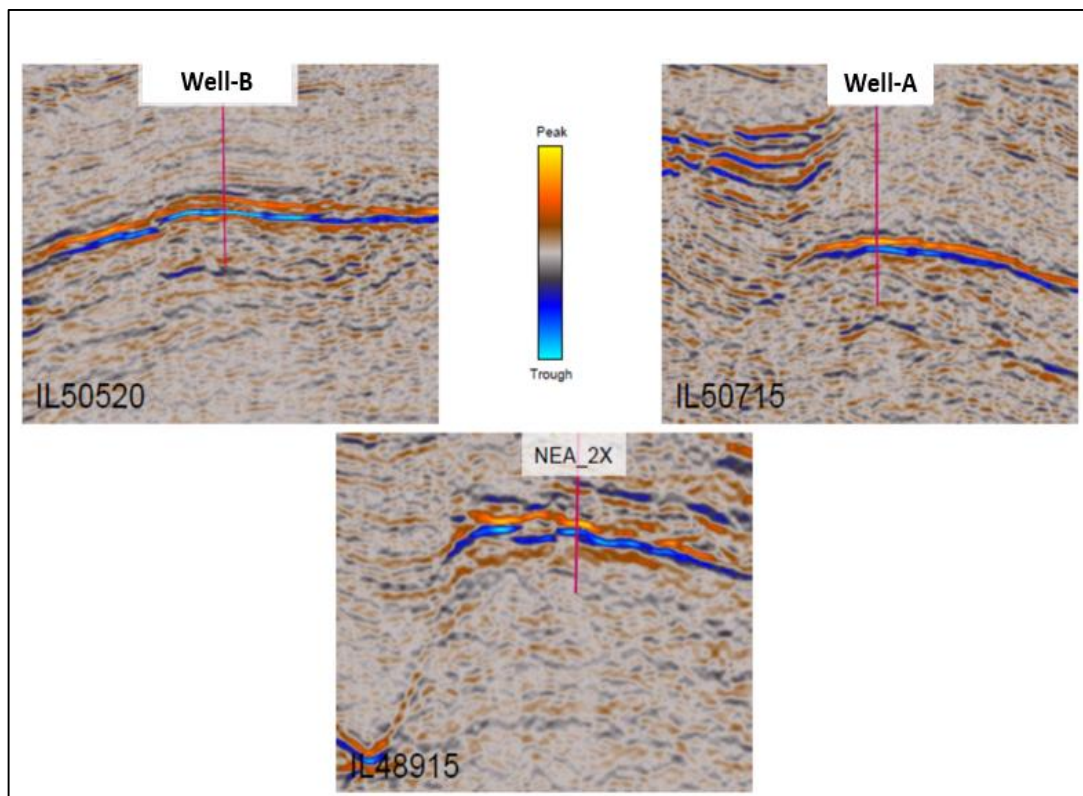 Well-B
Well-A
Peak
Trough
IL50520
IL50715
NEA_2X
IL48915